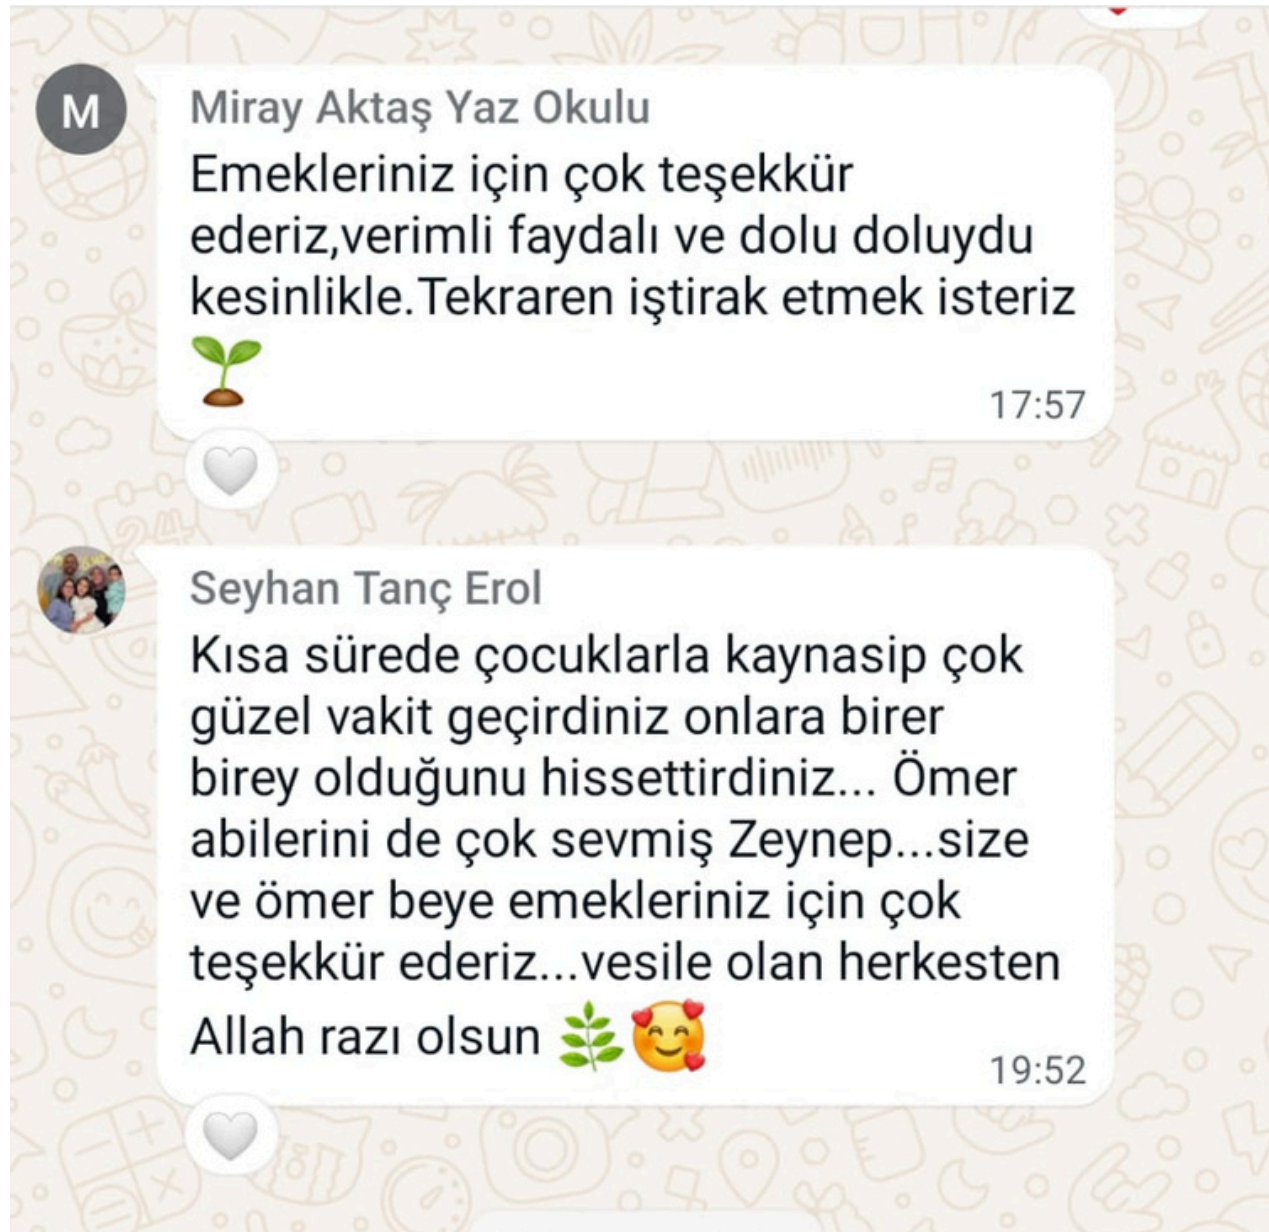 M
Miray Aktaş Yaz Okulu
Emekleriniz için çok teşekkür
ederiz,verimli faydalı ve dolu doluydu
kesinlikle.Tekraren iştirak etmek isteriz
🌱
17:57
Seyhan Tanç Erol
Kısa sürede çocuklarla kaynasip çok
güzel vakit geçirdiniz onlara birer
birey olduğunu hissettirdiniz... Ömer
abilerini de çok sevmiş Zeynep...size
ve ömer beye emekleriniz için çok
teşekkür ederiz...vesile olan herkesten
Allah razı olsun 🌿🥰
19:52